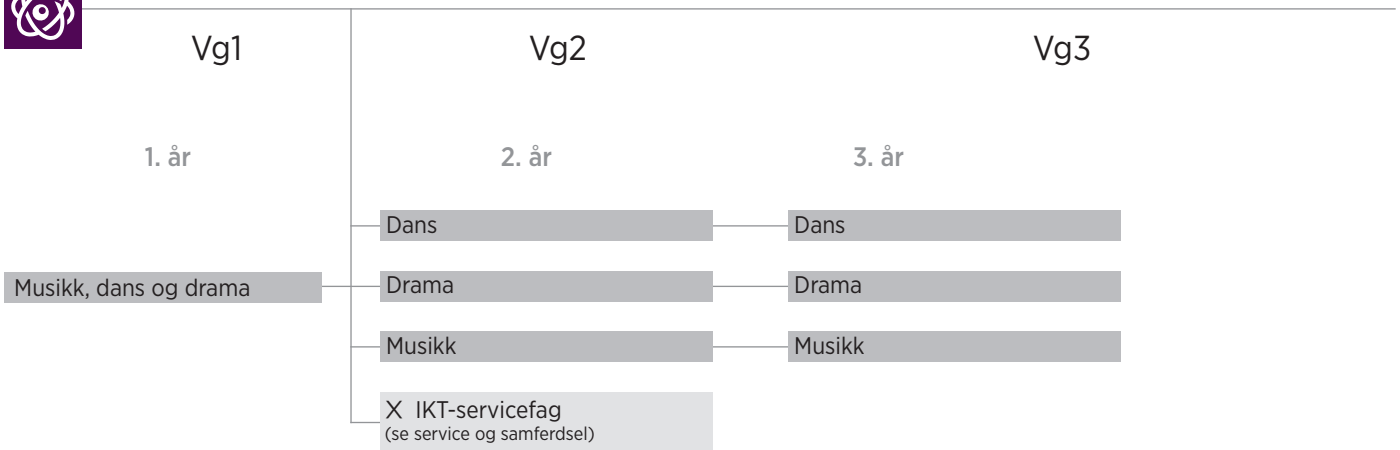 Vg1
Vg2
Vg3
1. år
2. år
3. år
Dans
Dans
Musikk, dans og drama
Drama
Drama
Musikk
Musikk
X IKT-servicefag
(se service og samferdsel)